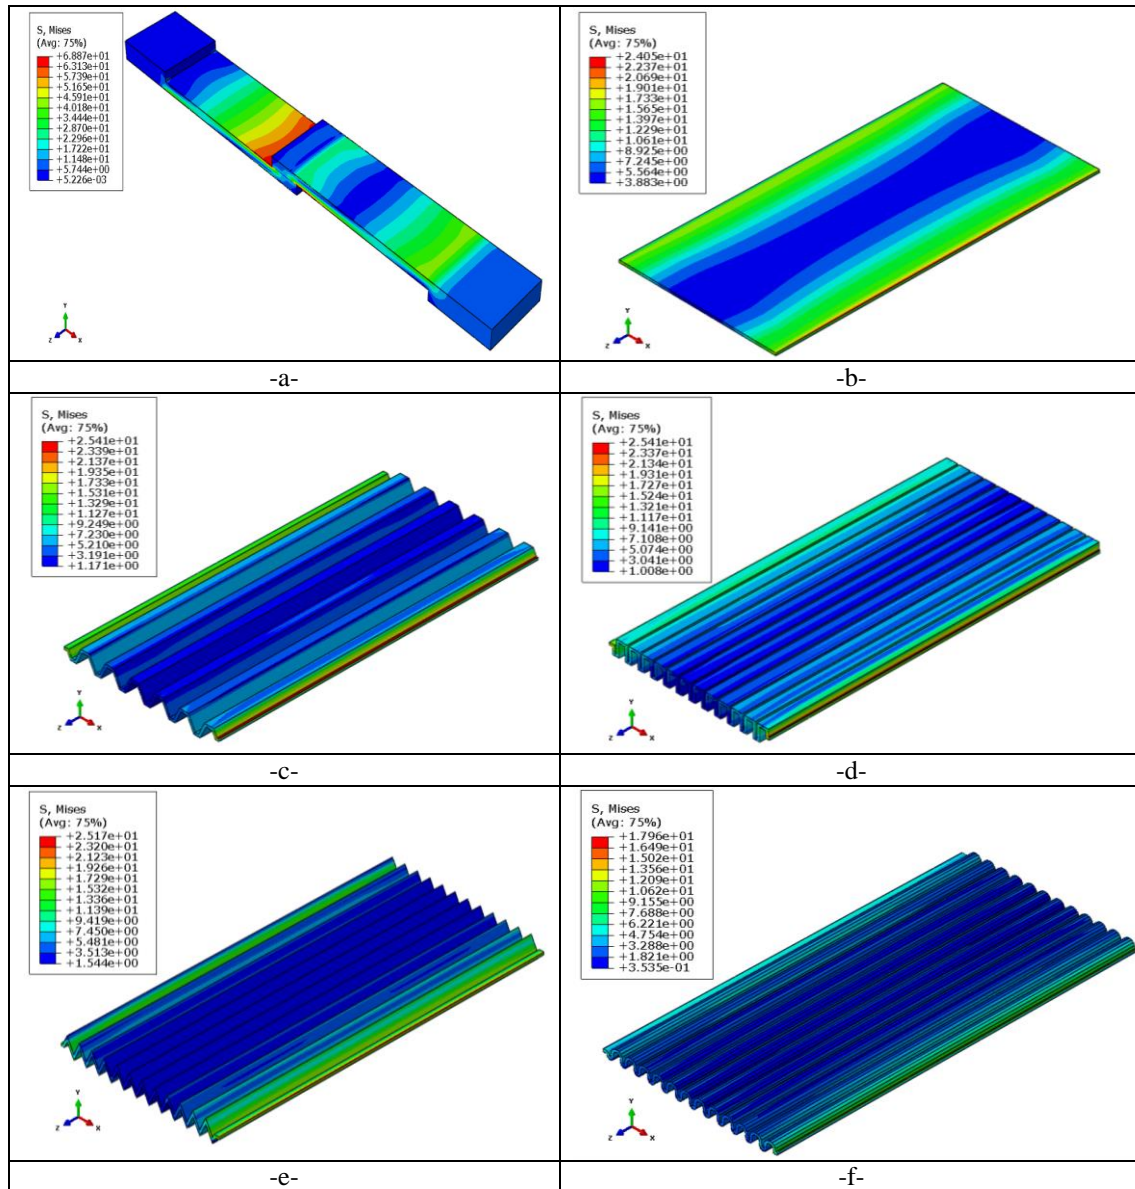 S, Mises
(Avg: 75%)
+6.887e+01
+6.313e+01
+5.739e+01
+5.165e+01
+4.591e+01
+4.018e+01
+3.444e+01
+2.870e+01
+2.296e+01
+1.722e+01
+1.148e+01
+5.744e+00
+5.226e-03
Y
Z
X
-a-
S, Mises
(Avg: 75%)
+2.405e+01
+2.237e+01
+2.069e+01
+1.901e+01
+1.733e+01
+1.565e+01
+1.397e+01
+1.229e+01
+1.061e+01
+8.925e+00
+7.245e+00
+5.564e+00
+3.883e+00
Y
Z
X
-b-
S, Mises
(Avg: 75%)
+2.541e+01
+2.339e+01
+2.137e+01
+1.935e+01
+1.733e+01
+1.531e+01
+1.329e+01
+1.127e+01
+9.249e+00
+7.230e+00
+5.210e+00
+3.191e+00
+1.171e+00
Y
Z
X
-c-
S, Mises
(Avg: 75%)
+2.541e+01
+2.337e+01
+2.134e+01
+1.931e+01
+1.727e+01
+1.524e+01
+1.321e+01
+1.117e+01
+9.141e+00
+7.108e+00
+5.074e+00
+3.041e+00
+1.008e+00
Y
Z
X
-d-
S, Mises
(Avg: 75%)
+2.517e+01
+2.320e+01
+2.123e+01
+1.926e+01
+1.729e+01
+1.532e+01
+1.336e+01
+1.139e+01
+9.419e+00
+7.450e+00
+5.481e+00
+3.513e+00
+1.544e+00
Y
Z
X
-e-
S, Mises
(Avg: 75%)
+1.796e+01
+1.649e+01
+1.502e+01
+1.356e+01
+1.209e+01
+1.062e+01
+9.155e+00
+7.688e+00
+6.221e+00
+4.754e+00
+3.288e+00
+1.821e+00
+3.535e-01
Y
Z
X
-f-